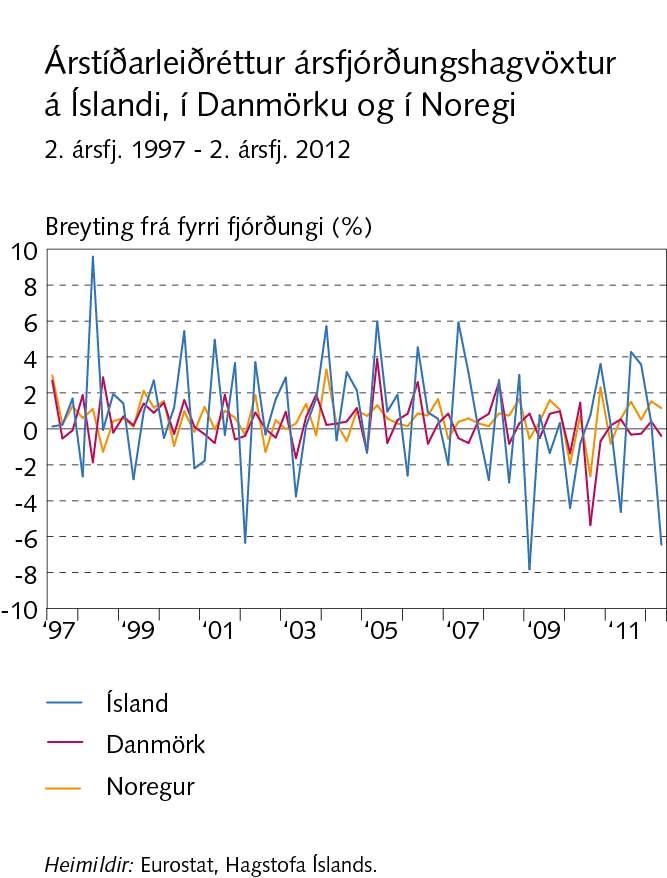 Árstíðarleiðréttur ársfjórðungshagvöxtur
á Íslandi, í Danmörku og í Noregi
2. ársfj. 1997 - 2. ársfj. 2012
Breyting frá fyrri fjórðungi (%)
10
8
6
4
2
0
-2
-4
-6
-8
-10
‘97 ‘99 ‘01 ‘03 ‘05 ‘07 ‘09 ‘11
Ísland
Danmörk
Noregur
Heimildir: Eurostat, Hagstofa Íslands.